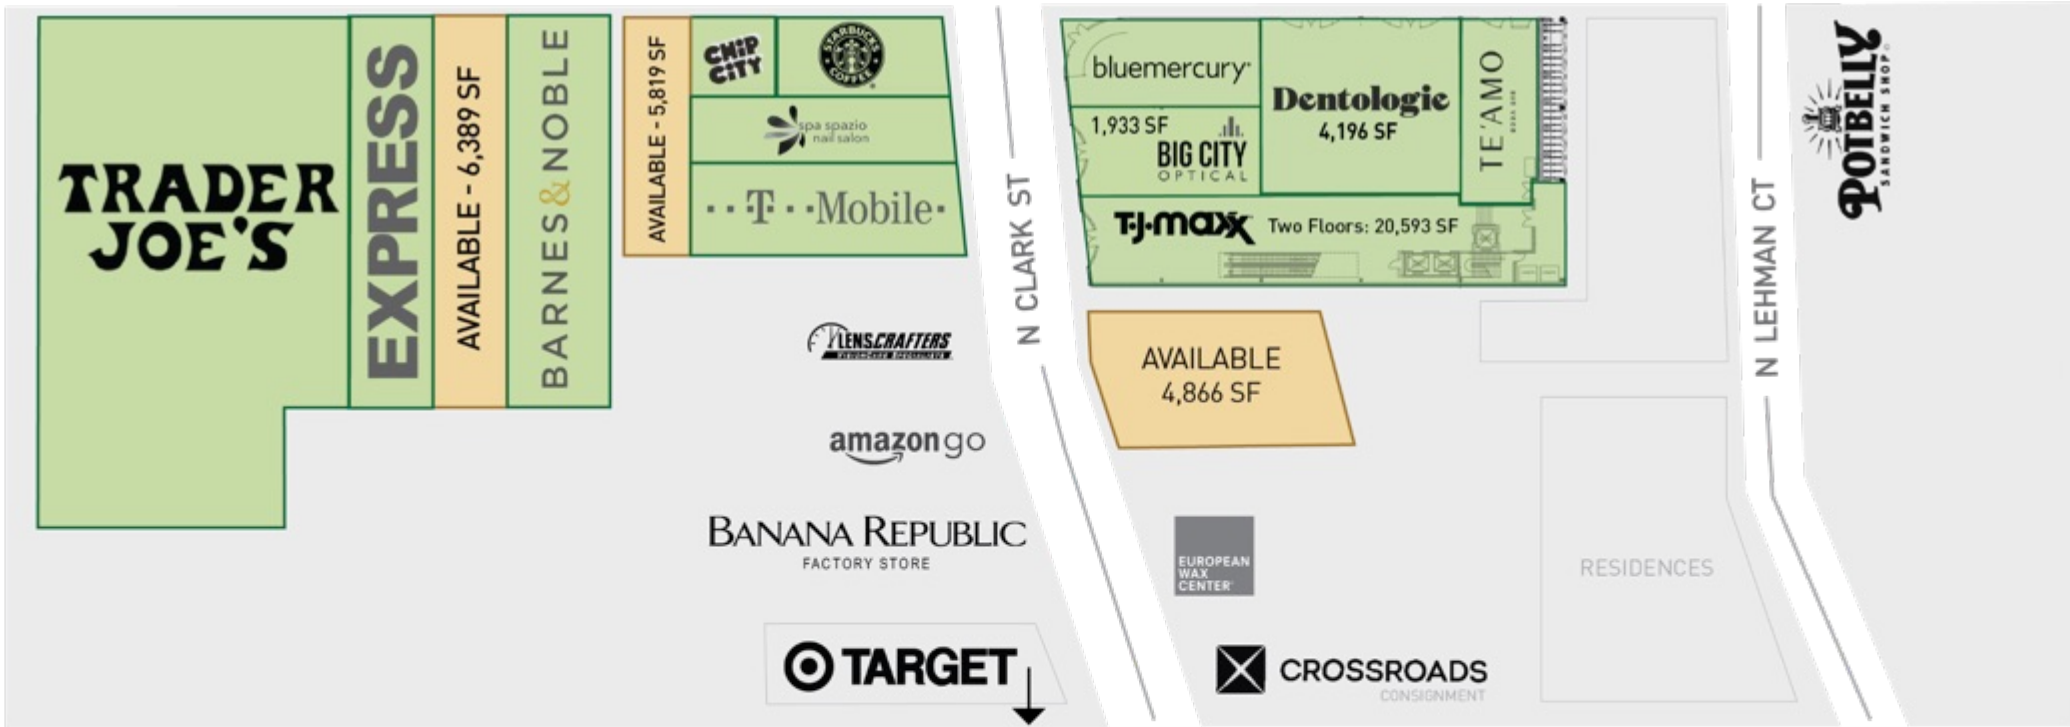 TRADER
JOE'S
EXPRESS
AVAILABLE - 6,389 SF
BARNES&NOBLE
AVAILABLE - 5,819 SF
CHIP
CITY
STARBUCKS
COFFEE
spa spazio
nail salon
T··Mobile·
LENSCRAFTERS
amazon go
BANANA REPUBLIC
FACTORY STORE
TARGET
N CLARK ST
bluemercury
1,933 SF
BIG CITY
OPTICAL
Dentologie
4,196 SF
TE'AMO
T·J·maxx
Two Floors: 20,593 SF
AVAILABLE
4,866 SF
EUROPEAN
WAX
CENTER
CROSSROADS
CONSIGNMENT
RESIDENCES
N LEHMAN CT
POTBELLY
SANDWICH SHOP